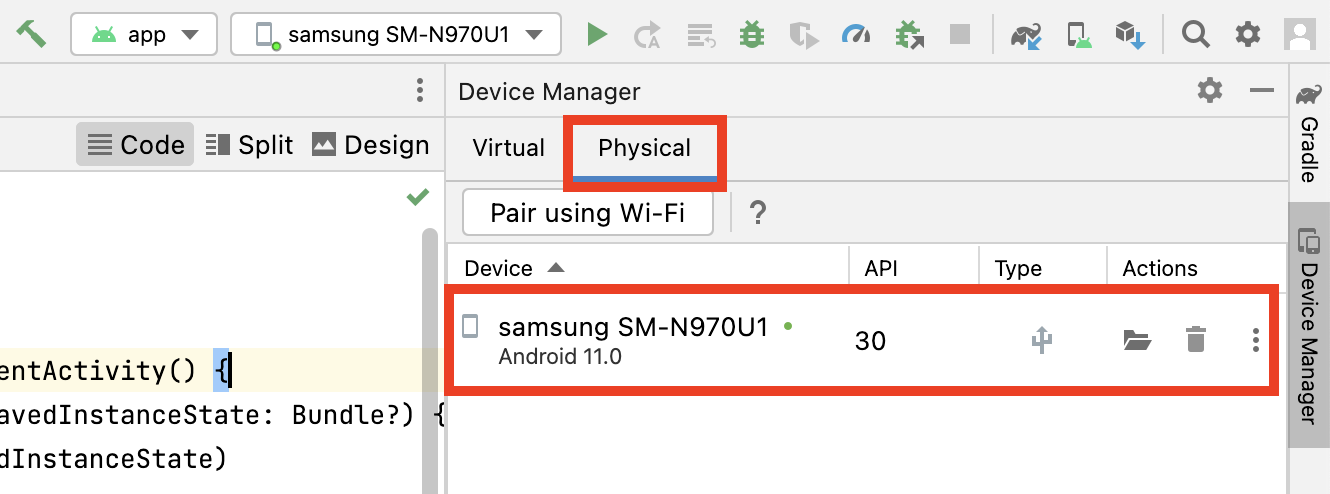 app
samsung SM-N970U1
Device Manager
Code
Split
Design
Virtual
Physical
Pair using Wi-Fi
?
Device
API
Type
Actions
samsung SM-N970U1
Android 11.0
30
entActivity() {
avedInstanceState: Bundle?) {
dInstanceState)
Gradle
Device Manager